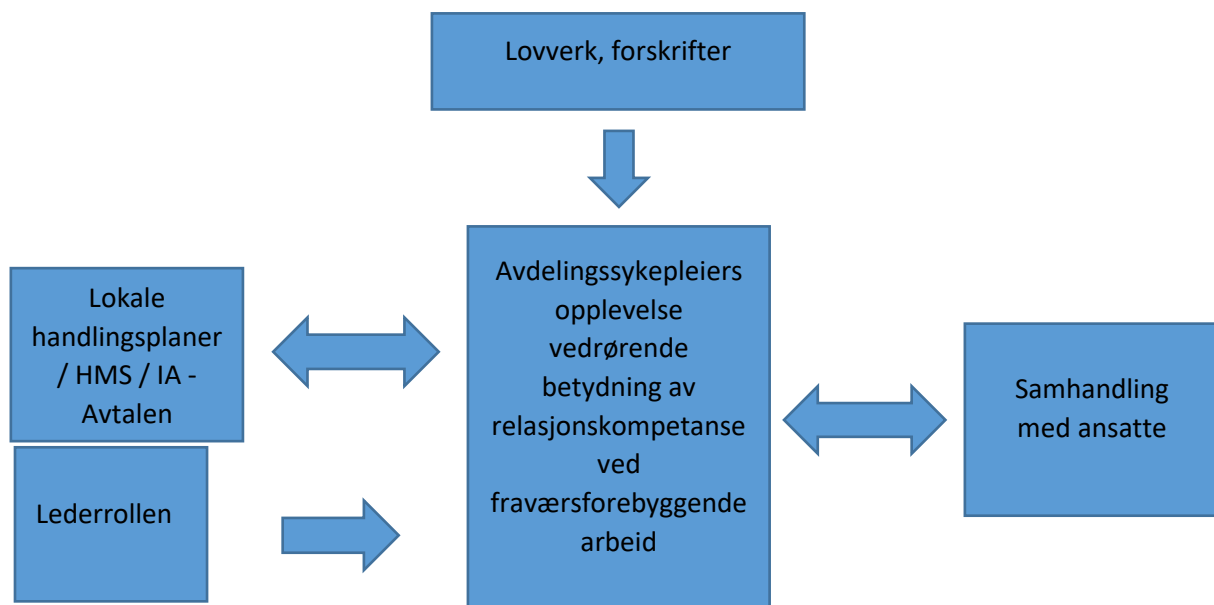 Lovverk, forskrifter
Lokale
handlingsplaner
/ HMS / IA -
Avtalen
Lederrollen
Avdelingssykepleiers
opplevelse
vedrørende
betydning av
relasjonskompetanse
ved
fraværsforebyggende
arbeid
Samhandling
med ansatte